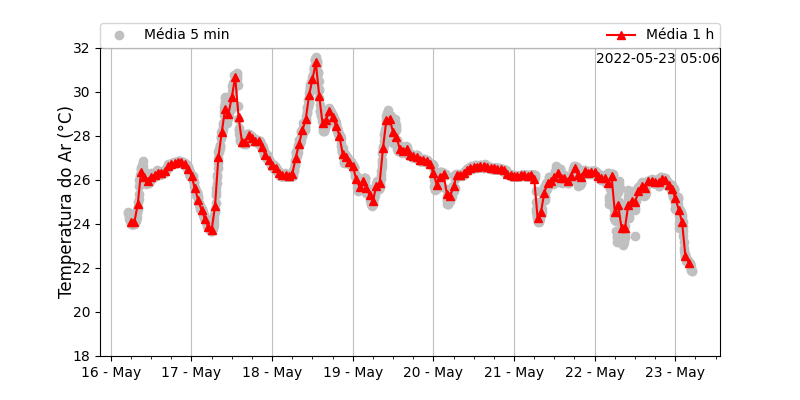 Média 5 min
Média 1 h
2022-05-23 05:06
Temperatura do Ar (°C)
32
30
28
26
24
22
20
18
16 - May
17 - May
18 - May
19 - May
20 - May
21 - May
22 - May
23 - May